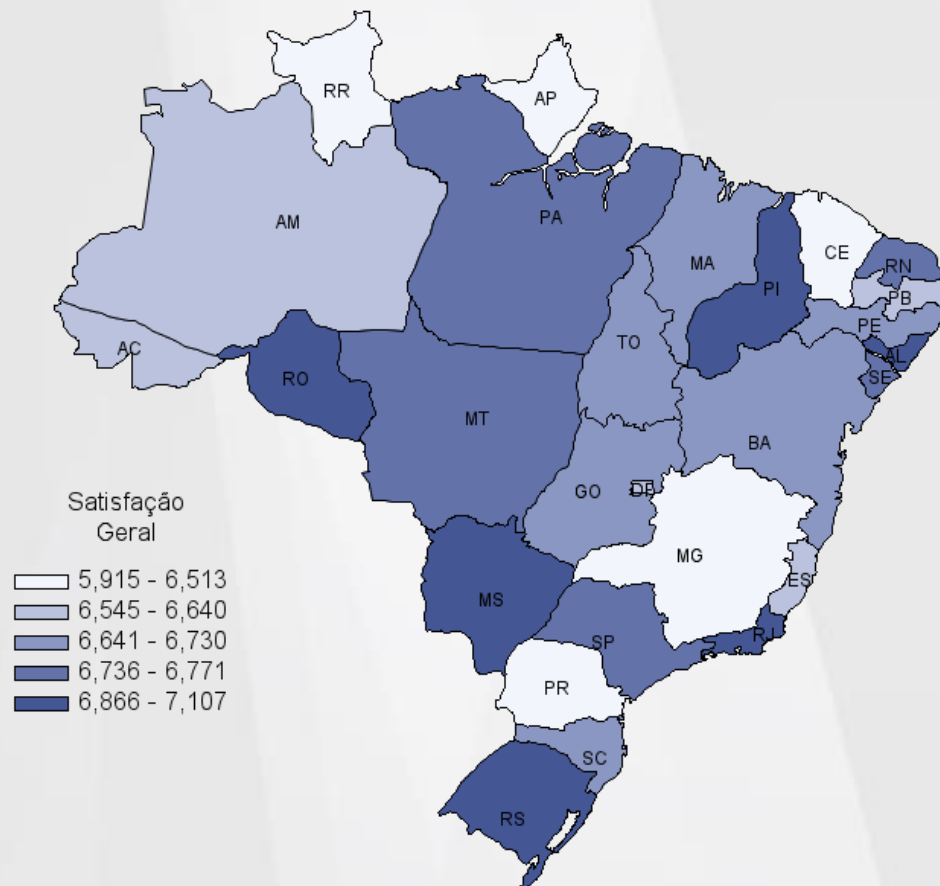 RR
AP
AM
PA
MA
CE
RN
PI
PB
PE
AC
TO
AL
RO
SE
MT
BA
GO
DF
MG
ES
MS
RJ
SP
PR
SC
RS
Satisfação
Geral
5,915 - 6,513
6,545 - 6,640
6,641 - 6,730
6,736 - 6,771
6,866 - 7,107